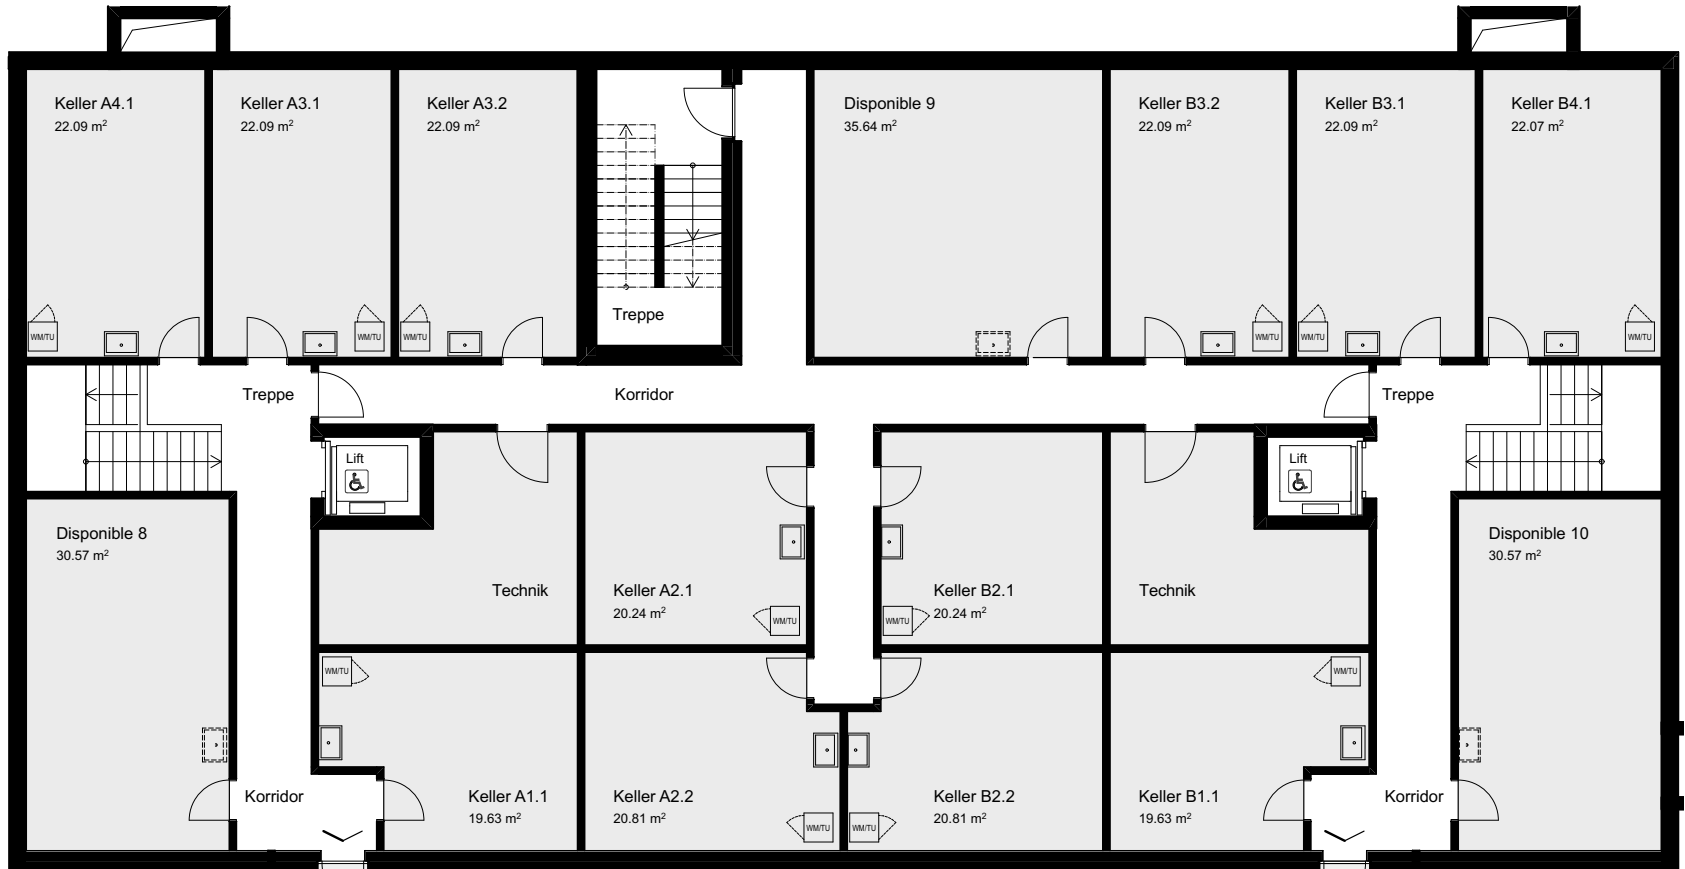 Keller A4.1
22.09 m²
Keller A3.1
22.09 m²
Keller A3.2
22.09 m²
Disponible 9
35.64 m²
Keller B3.2
22.09 m²
Keller B3.1
22.09 m²
Keller B4.1
22.07 m²
Treppe
WM/TU
WM/TU
WM/TU
WM/TU
WM/TU
WM/TU
Treppe
Korridor
Treppe
Lift
Lift
Disponible 8
30.57 m²
Disponible 10
30.57 m²
Technik
Keller A2.1
20.24 m²
Keller B2.1
20.24 m²
Technik
WM/TU
WM/TU
WM/TU
WM/TU
Korridor
Keller A1.1
19.63 m²
Keller A2.2
20.81 m²
Keller B2.2
20.81 m²
Keller B1.1
19.63 m²
Korridor
WM/TU
WM/TU